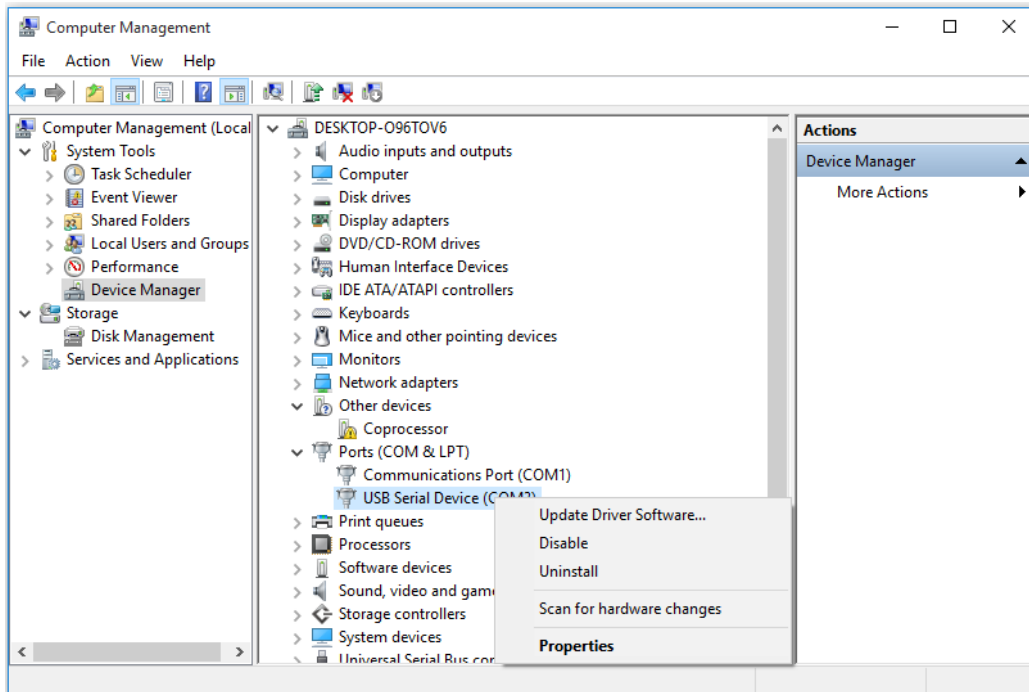 Computer Management
File Action View Help
Computer Management (Local
System Tools
Task Scheduler
Event Viewer
Shared Folders
Local Users and Groups
Performance
Device Manager
Storage
Disk Management
Services and Applications
DESKTOP-O96TOV6
Audio inputs and outputs
Computer
Disk drives
Display adapters
DVD/CD-ROM drives
Human Interface Devices
IDE ATA/ATAPI controllers
Keyboards
Mice and other pointing devices
Monitors
Network adapters
Other devices
Coprocessor
Ports (COM & LPT)
Communications Port (COM1)
USB Serial Device
Print queues
Processors
Software devices
Sound, video and gam
Storage controllers
System devices
Universal Serial Bus co
Update Driver Software...
Disable
Uninstall
Scan for hardware changes
Properties
Actions
Device Manager
More Actions